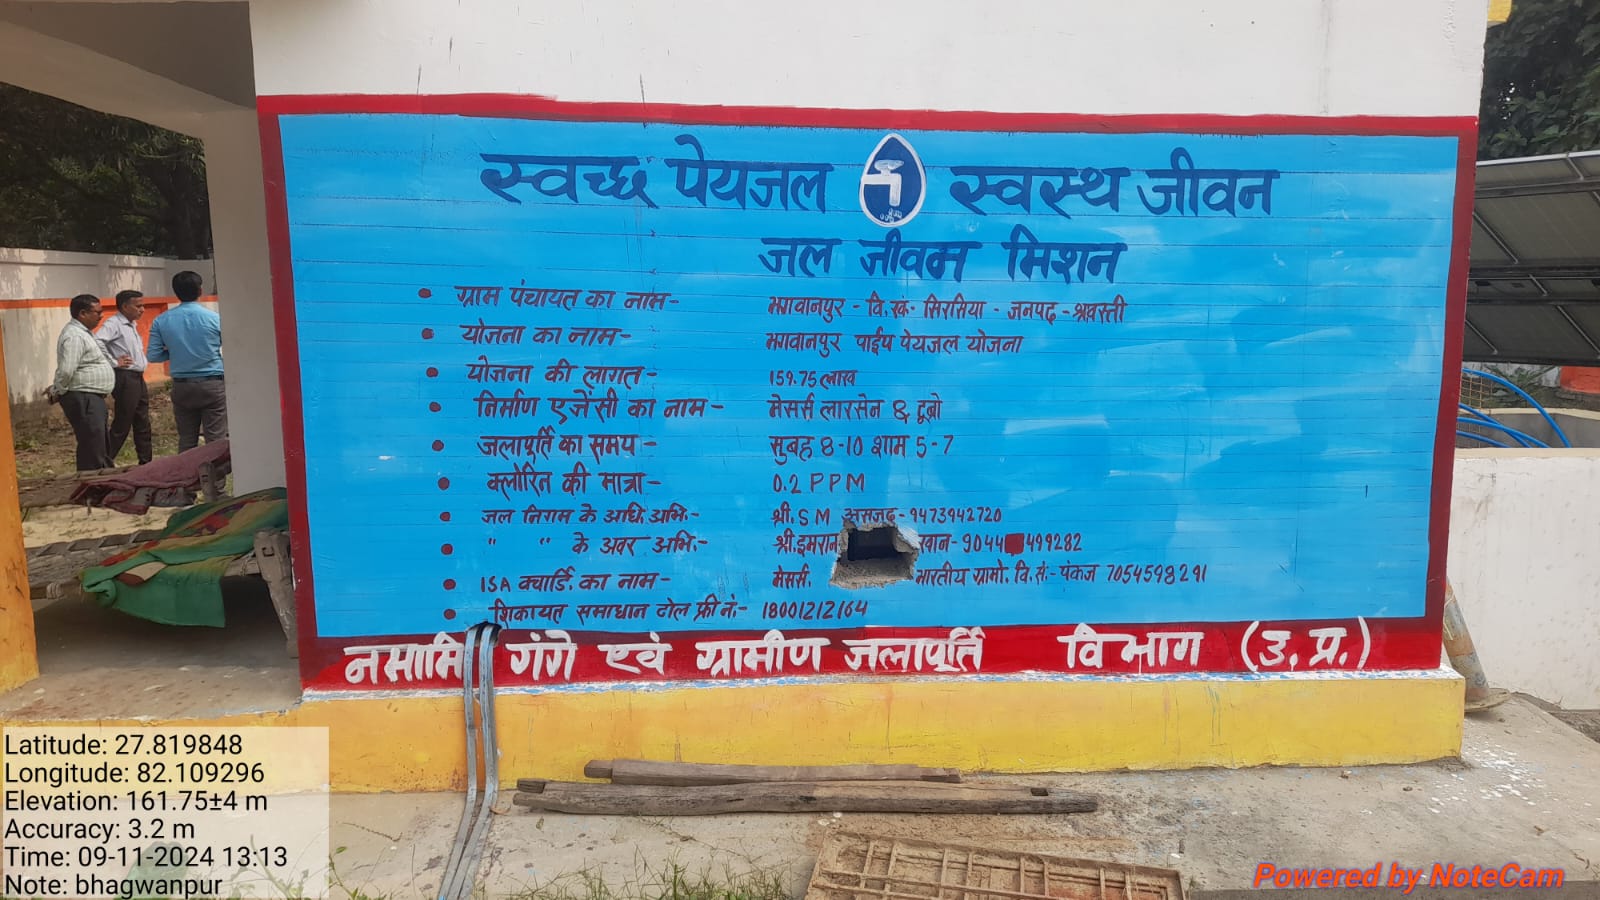 स्वच्छ पेयजल स्वस्थ जीवन
जल जीवन मिशन
ग्राम पंचायत का नाम- भगवानपुर - वि.खं- सिरसिया - जनपद - श्रावस्ती
योजना का नाम- भगवानपुर पाईप पेयजल योजना
योजना की लागत- 159.75 लाख
निर्माण एजेंसी का नाम- मेसर्स लारसेन & टूब्रो
जलापूर्ति का समय- सुबह 8-10 शाम 5-7
क्लोरिन की मात्रा- 0.2 PPM
जल निगम के अधि. अभि.- श्री. SM असजद - 9473942720
" " के अवर अभि.- श्री. इमरान खान- 9044 499282
ISA क्वार्डि. का नाम- मेसर्स. भारतीय ग्रामो. वि. सं.- पंकज 7054598291
शिकायत समाधान टोल फ्री नं:- 18001212164
नमामि गंगे एवं ग्रामीण जलापूर्ति विभाग (उ.प्र.)
Latitude: 27.819848
Longitude: 82.109296
Elevation: 161.75±4 m
Accuracy: 3.2 m
Time: 09-11-2024 13:13
Note: bhagwanpur
Powered by NoteCam